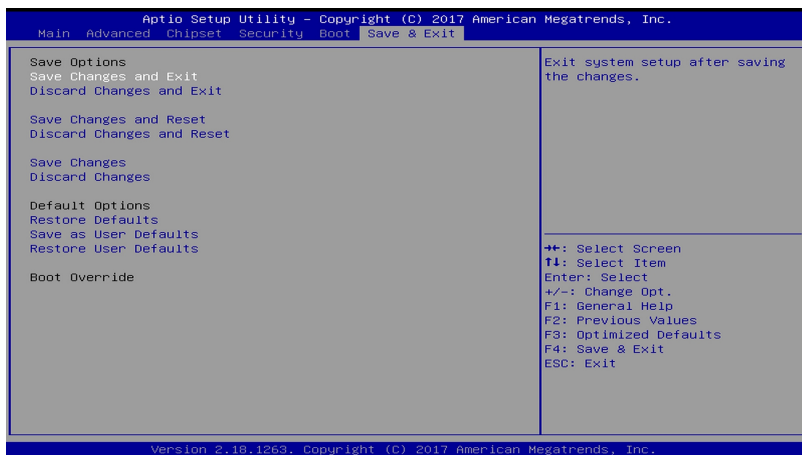 Aptio Setup Utility – Copyright (C) 2017 American Megatrends, Inc.
Main Advanced Chipset Security Boot Save & Exit
Save Options
Save Changes and Exit
Discard Changes and Exit
Save Changes and Reset
Discard Changes and Reset
Save Changes
Discard Changes
Default Options
Restore Defaults
Save as User Defaults
Restore User Defaults
Boot Override
Exit system setup after saving
the changes.
→←: Select Screen
↑↓: Select Item
Enter: Select
+/-: Change Opt.
F1: General Help
F2: Previous Values
F3: Optimized Defaults
F4: Save & Exit
ESC: Exit
Version 2.18.1263. Copyright (C) 2017 American Megatrends, Inc.